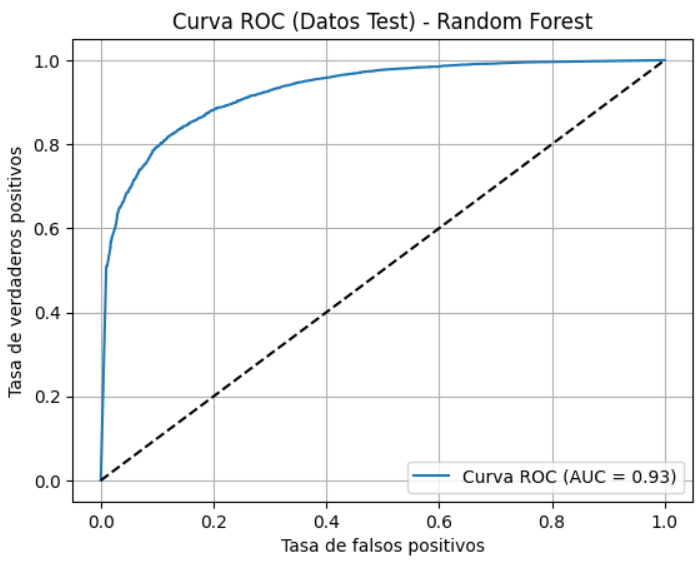 Curva ROC (Datos Test) - Random Forest
1.0
0.8
0.6
0.4
0.2
0.0
Tasa de verdaderos positivos
Curva ROC (AUC = 0.93)
0.0 0.2 0.4 0.6 0.8 1.0
Tasa de falsos positivos